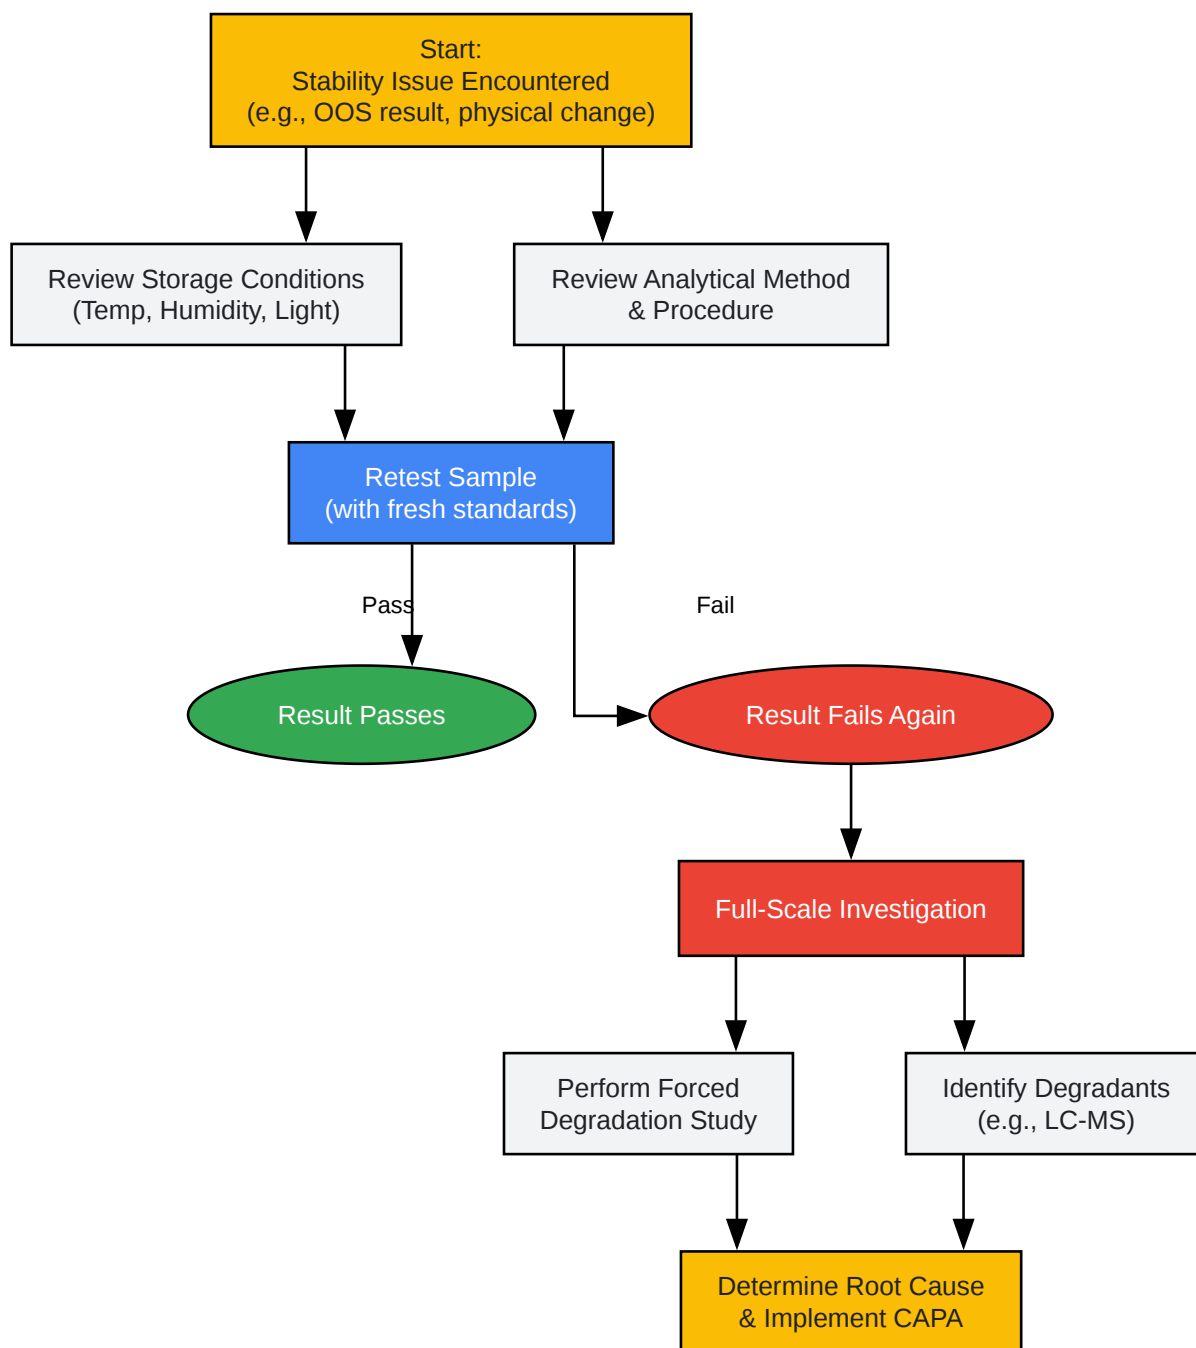 Start:
Stability Issue Encountered
(e.g., OOS result, physical change)
Review Storage Conditions
(Temp, Humidity, Light)
Review Analytical Method
& Procedure
Retest Sample
(with fresh standards)
Pass
Fail
Result Passes
Result Fails Again
Full-Scale Investigation
Perform Forced
Degradation Study
Identify Degradants
(e.g., LC-MS)
Determine Root Cause
& Implement CAPA